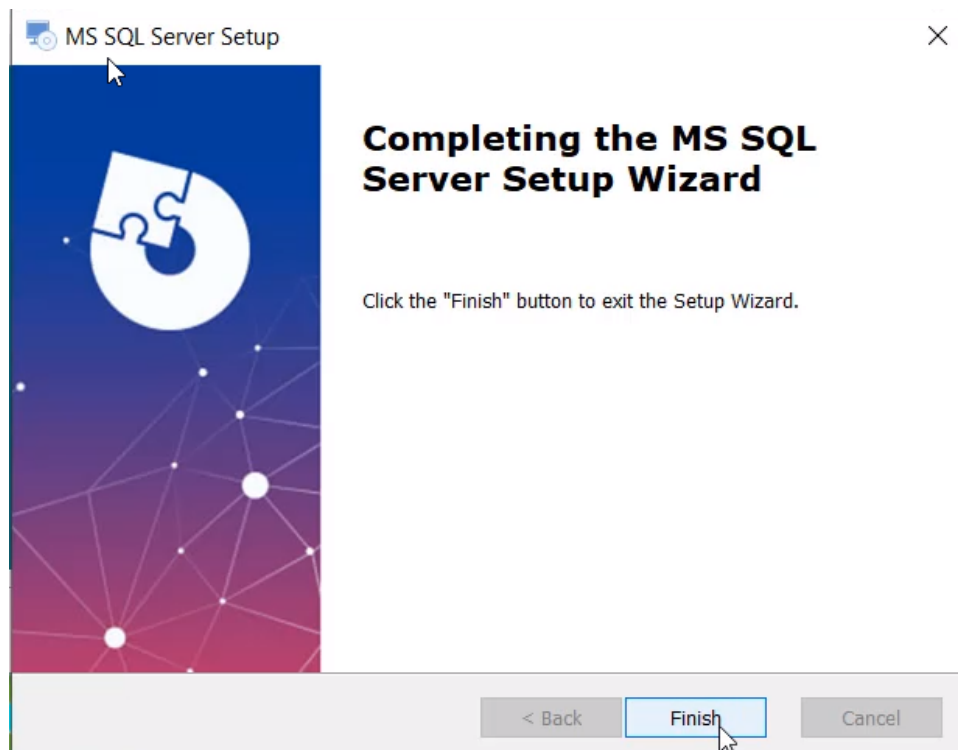 MS SQL Server Setup
Completing the MS SQL
Server Setup Wizard
Click the "Finish" button to exit the Setup Wizard.
< Back
Finish
Cancel